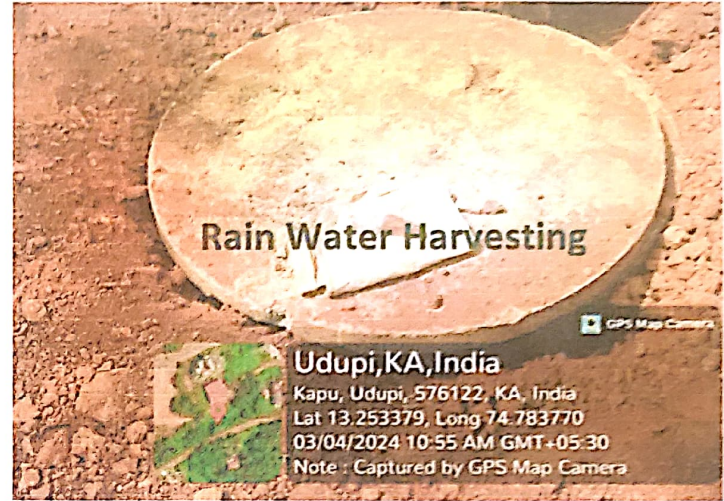 Rain Water Harvesting
GPS Map Camera
Udupi,KA,India
Kapu, Udupi, 576122, KA, India
Lat 13.253379, Long 74.783770
03/04/2024 10:55 AM GMT+05:30
Note : Captured by GPS Map Camera